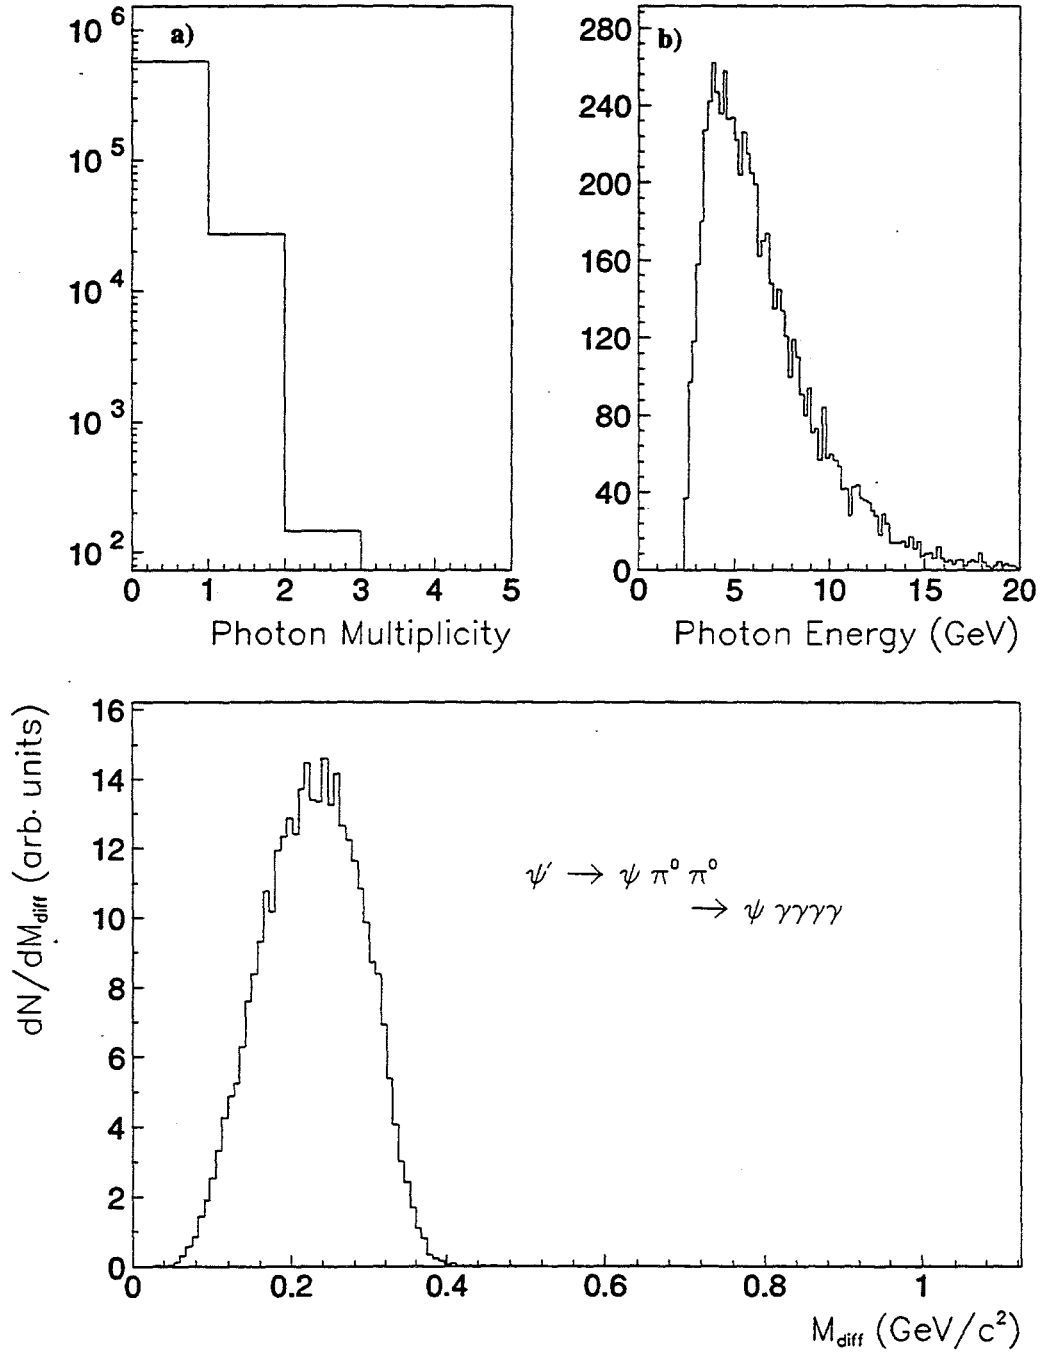 a)
10^6
10^5
10^4
10^3
10^2
0 1 2 3 4 5
Photon Multiplicity
b)
280
240
200
160
120
80
40
0
0 5 10 15 20
Photon Energy (GeV)
dN/dM_diff (arb. units)
16
14
12
10
8
6
4
2
0
ψ′ → ψ π⁰ π⁰
→ ψ γγγγ
0 0.2 0.4 0.6 0.8 1
M_diff (GeV/c²)